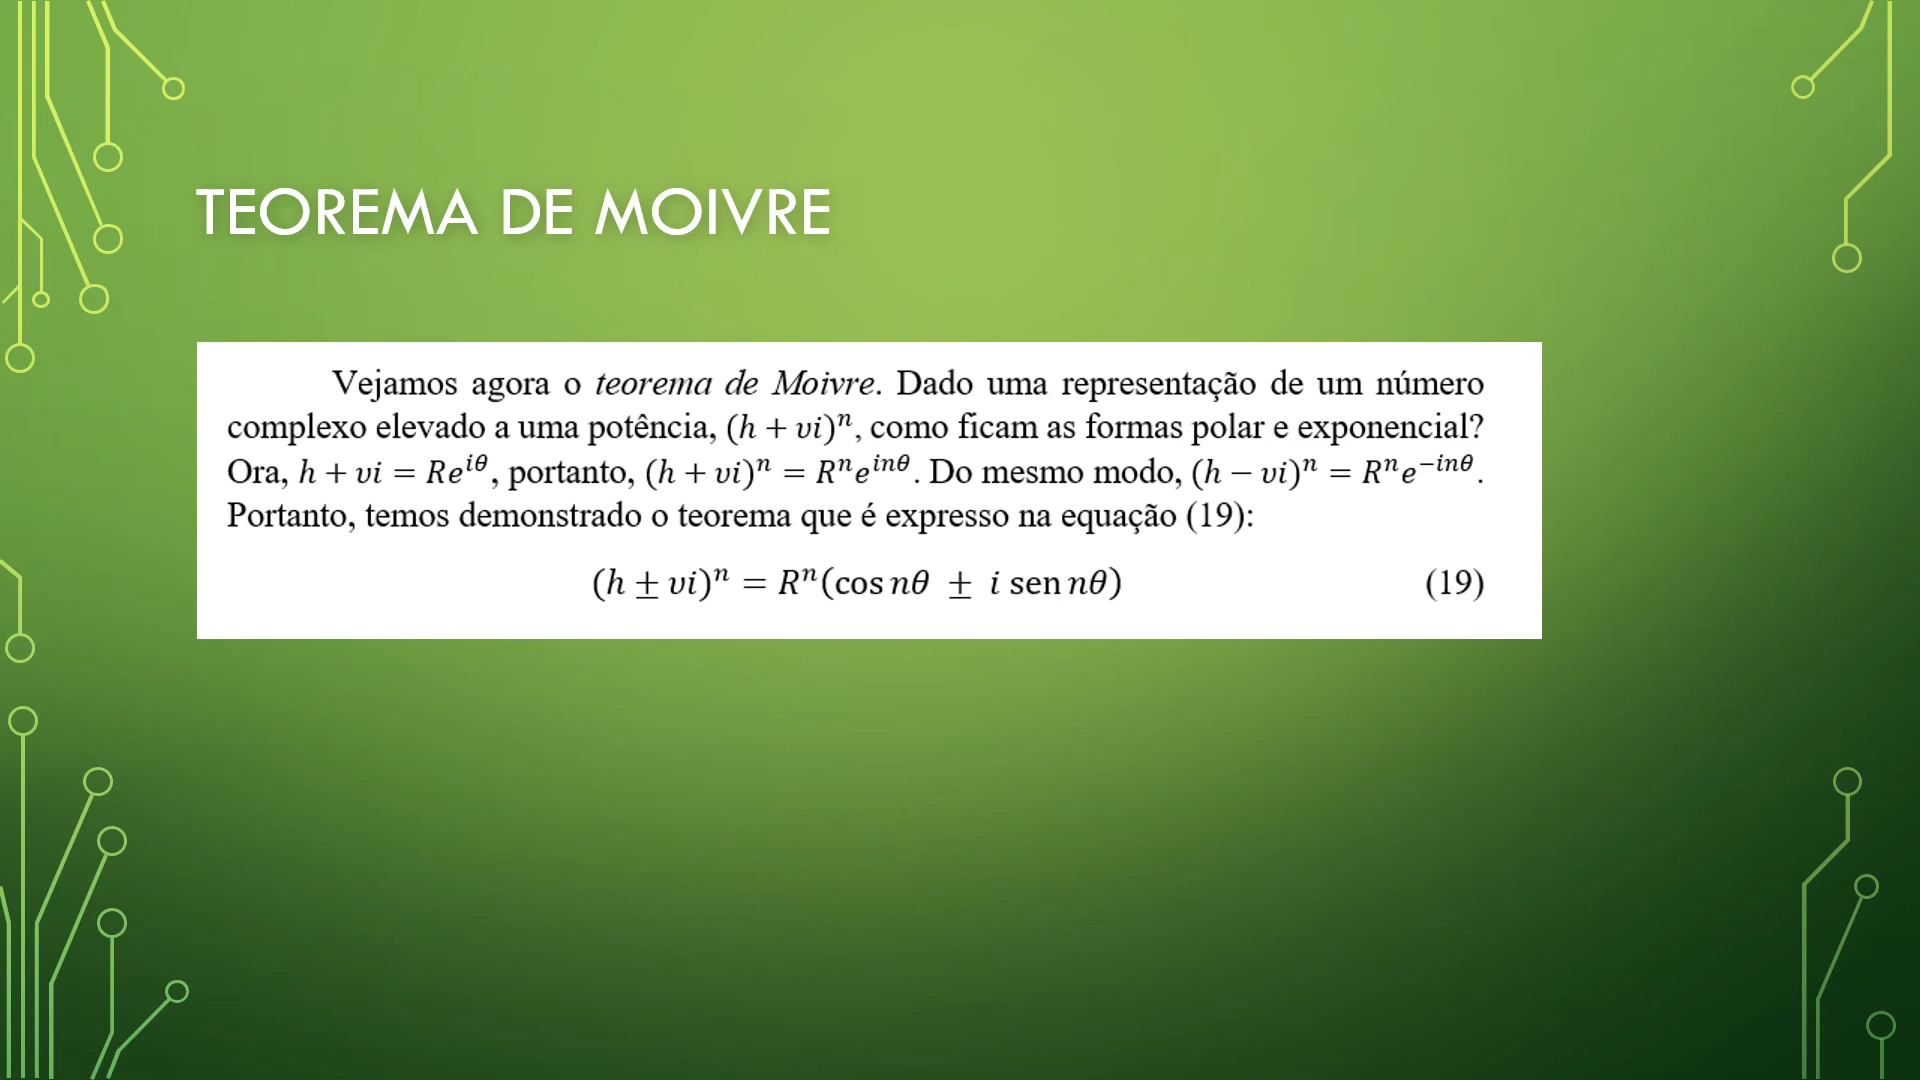 TEOREMA DE MOIVRE
Vejamos agora o teorema de Moivre. Dado uma representação de um número
complexo elevado a uma potência, (h + vi)ⁿ, como ficam as formas polar e exponencial?
Ora, h + vi = Re^{iθ}, portanto, (h + vi)ⁿ = Rⁿe^{inθ}. Do mesmo modo, (h − vi)ⁿ = Rⁿe^{−inθ}.
Portanto, temos demonstrado o teorema que é expresso na equação (19):
(h ± vi)ⁿ = Rⁿ(cos nθ ± i sen nθ) (19)